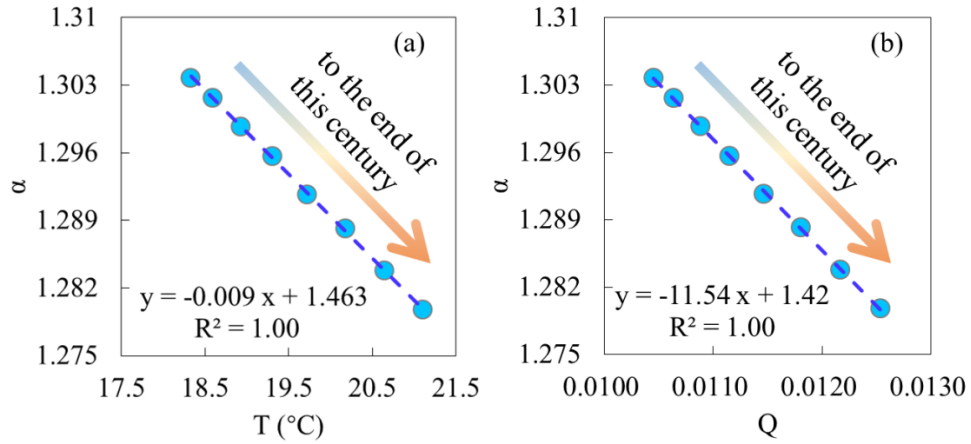 (a)
1.31
1.303
1.296
1.289
1.282
1.275
α
to the end of
this century
y = -0.009 x + 1.463
R² = 1.00
17.5
18.5
19.5
20.5
21.5
T (°C)
(b)
1.31
1.303
1.296
1.289
1.282
1.275
α
to the end of
this century
y = -11.54 x + 1.42
R² = 1.00
0.0100
0.0110
0.0120
0.0130
Q